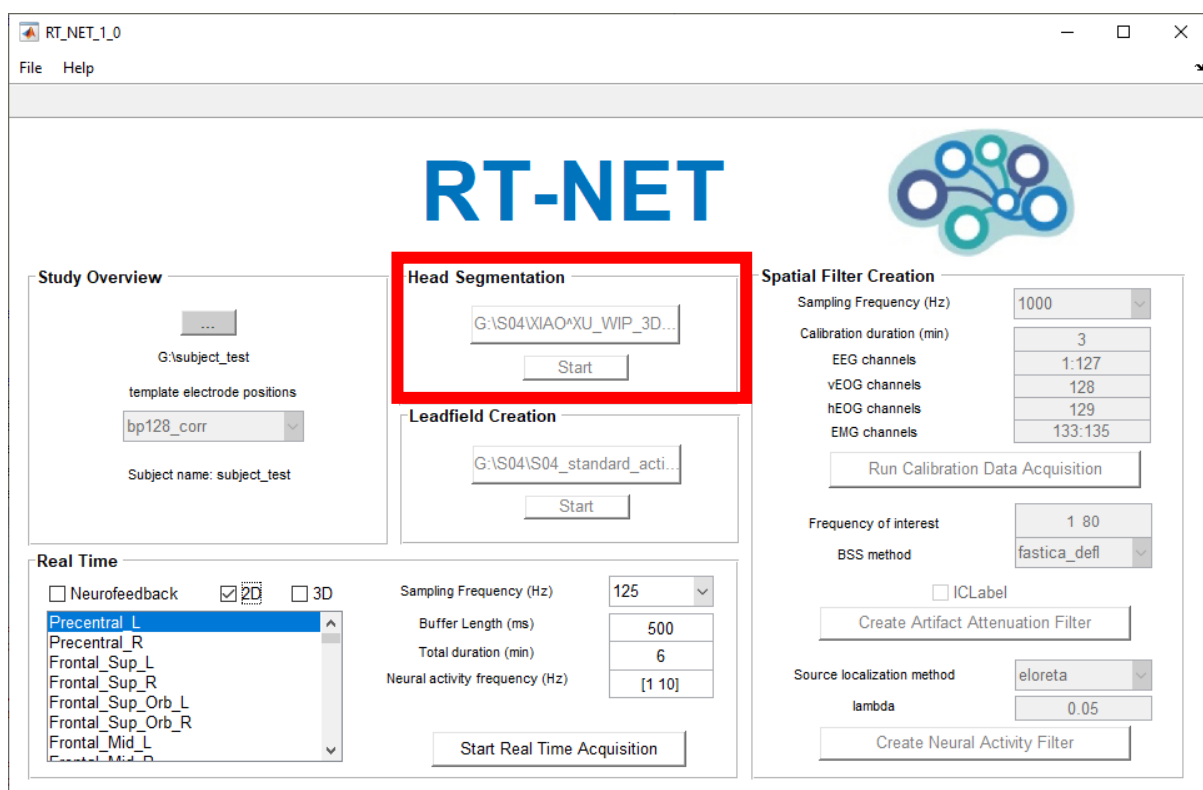 RT_NET_1_0
File Help
RT-NET
Study Overview
...
G:\subject_test
template electrode positions
bp128_corr
Subject name: subject_test
Head Segmentation
G:\S04\XIAO^XU_WIP_3D...
Start
Leadfield Creation
G:\S04\S04_standard_acti...
Start
Spatial Filter Creation
Sampling Frequency (Hz) 1000
Calibration duration (min) 3
EEG channels 1:127
vEOG channels 128
hEOG channels 129
EMG channels 133:135
Run Calibration Data Acquisition
Frequency of interest 1 80
BSS method fastica_defl
ICLabel
Create Artifact Attenuation Filter
Source localization method eloreta
lambda 0.05
Create Neural Activity Filter
Real Time
Neurofeedback 2D 3D
Precentral_L
Precentral_R
Frontal_Sup_L
Frontal_Sup_R
Frontal_Sup_Orb_L
Frontal_Sup_Orb_R
Frontal_Mid_L
Frontal_Mid_R
Sampling Frequency (Hz) 125
Buffer Length (ms) 500
Total duration (min) 6
Neural activity frequency (Hz) [1 10]
Start Real Time Acquisition